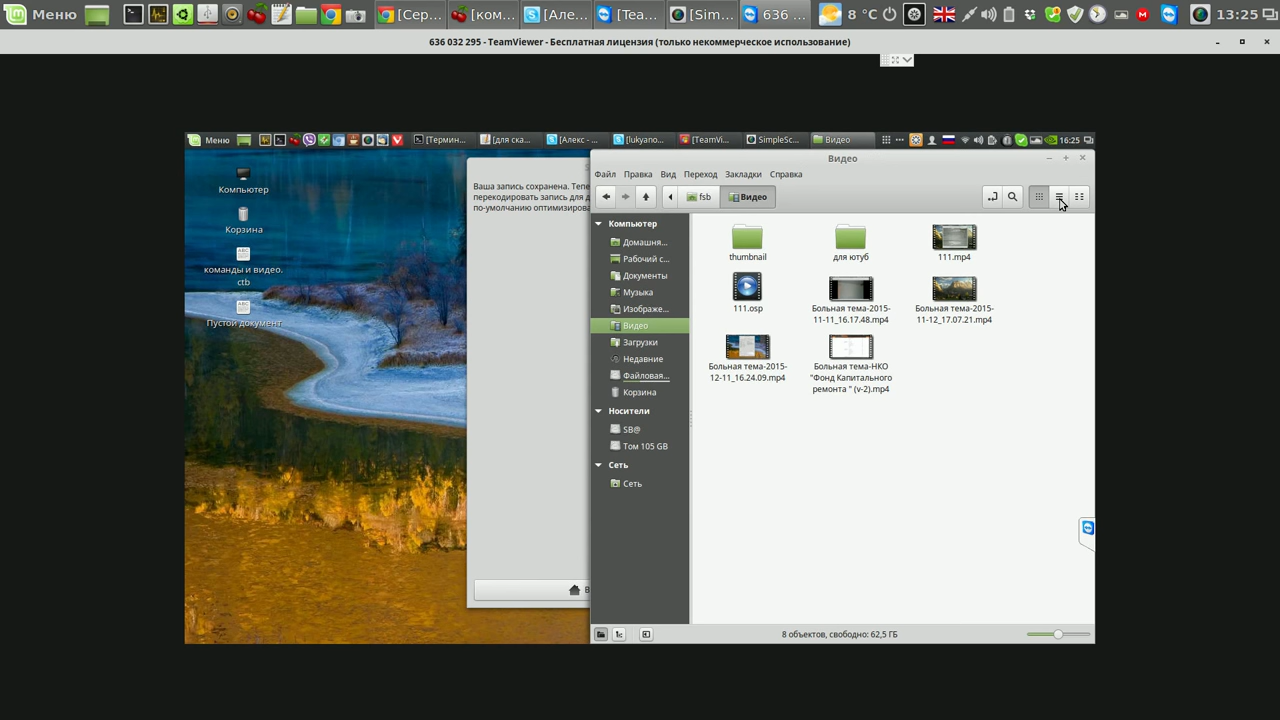 Меню
[Сер...
[ком...
[Але...
[Tea...
[Sim...
636 ...
8 °C
13:25
636 032 295 - TeamViewer - Бесплатная лицензия (только некоммерческое использование)
Меню
[Термин...
[для ска...
[Алекс - ...
[lukyano...
[TeamVi...
SimpleSc...
Видео
16:25
Видео
Файл
Правка
Вид
Переход
Закладки
Справка
fsb
Видео
Компьютер
Корзина
команды и видео.
ctb
Пустой документ
Ваша запись сохранена. Тепе
перекодировать запись для д
по-умолчанию оптимизирова
В
Компьютер
Домашня...
Рабочий с...
Документы
Музыка
Изображе...
Видео
Загрузки
Недавние
Файловая...
Корзина
Носители
SB@
Том 105 GB
Сеть
Сеть
thumbnail
для ютуб
111.mp4
111.osp
Больная тема-2015-
11-11_16.17.48.mp4
Больная тема-2015-
11-12_17.07.21.mp4
Больная тема-2015-
12-11_16.24.09.mp4
Больная тема-НКО
"Фонд Капитального
ремонта " (v-2).mp4
8 объектов, свободно: 62,5 ГБ